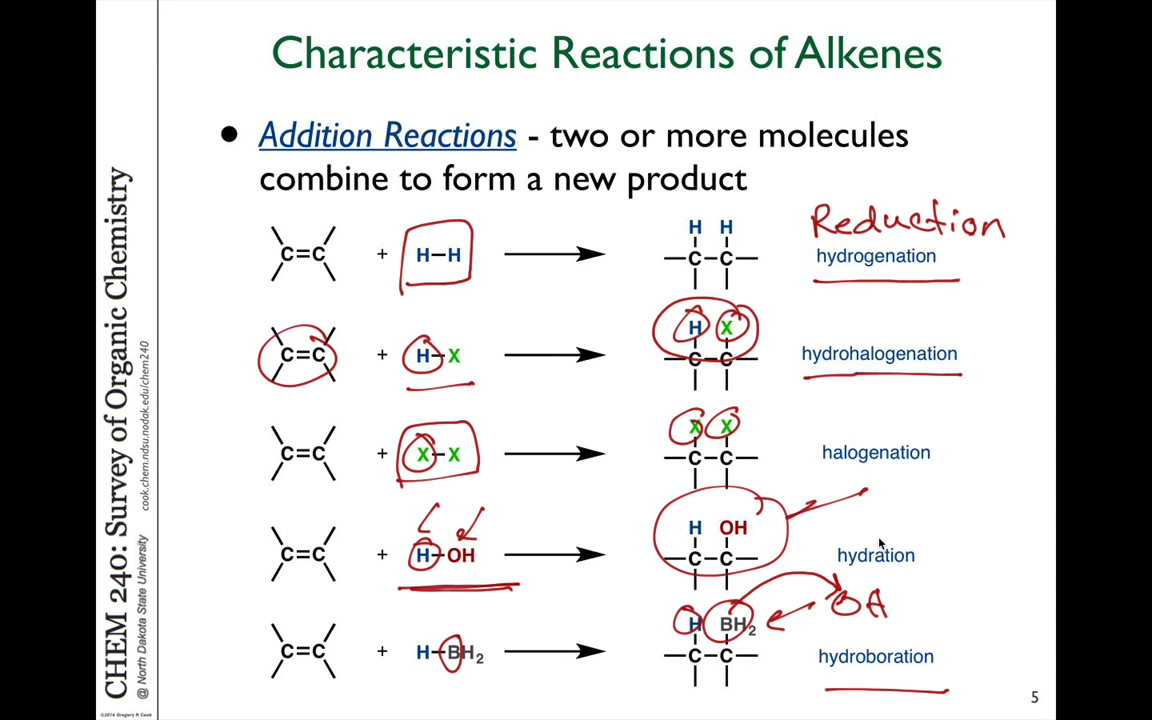 Characteristic Reactions of Alkenes
• Addition Reactions - two or more molecules
combine to form a new product
Reduction
C=C + H–H H H –C–C– hydrogenation
C=C + H–X H X –C–C– hydrohalogenation
C=C + X–X X X –C–C– halogenation
C=C + H–OH H OH –C–C– hydration
OH
C=C + H–BH₂ H BH₂ –C–C– hydroboration
CHEM 240: Survey of Organic Chemistry
@ North Dakota State University cook.chem.ndsu.nodak.edu/chem240
©2016 Gregory R Cook
5